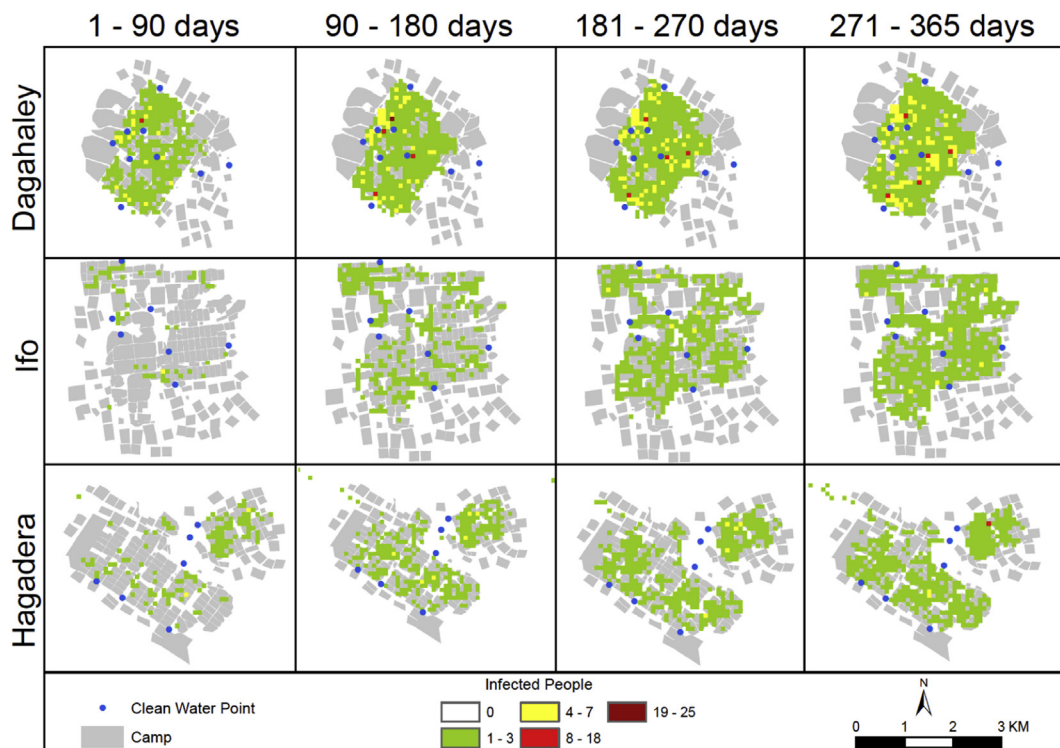 1 - 90 days 90 - 180 days 181 - 270 days 271 - 365 days
Dagahaley
Ifo
Hagadera
Infected People
Clean Water Point
Camp
0 4 - 7 19 - 25
1 - 3 8 - 18
N
0 1 2 3 KM